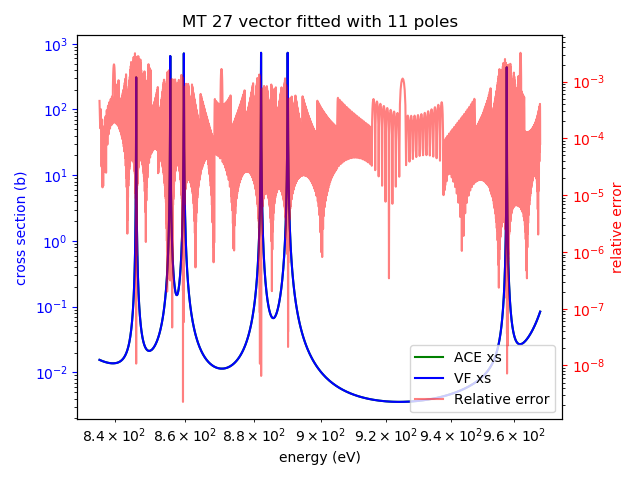 MT 27 vector fitted with 11 poles
cross section (b)
10³
10²
10¹
10⁰
10⁻¹
10⁻²
10⁻³
10⁻⁴
10⁻⁵
10⁻⁶
10⁻⁷
10⁻⁸
relative error
ACE xs
VF xs
Relative error
8.4 × 10² 8.6 × 10² 8.8 × 10² 9 × 10² 9.2 × 10² 9.4 × 10² 9.6 × 10²
energy (eV)